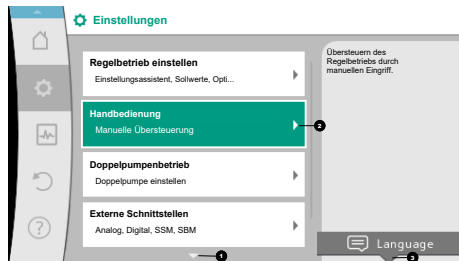 Einstellungen
Regelbetrieb einstellen
Einstellungsassistent, Sollwerte, Opti...
Handbedienung
Manuelle Übersteuerung
Doppelpumpenbetrieb
Doppelpumpe einstellen
Externe Schnittstellen
Analog, Digital, SSM, SBM
Übersteuern des
Regelbetriebs durch
manuellen Eingriff.
2
1
Language
3
?